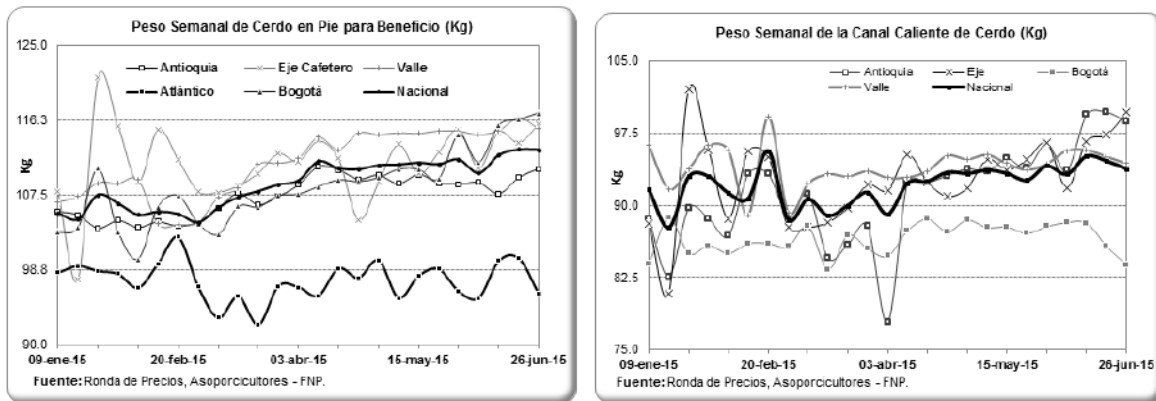 Peso Semanal de Cerdo en Pie para Beneficio (Kg)
125.0
Antioquia
Eje Cafetero
Valle
Atlántico
Bogotá
Nacional
116.3
Kg
107.5
98.8
90.0
09-ene-15
20-feb-15
03-abr-15
15-may-15
26-jun-15
Fuente: Ronda de Precios, Asoporcicultores - FNP.
Peso Semanal de la Canal Caliente de Cerdo (Kg)
105.0
Antioquia
Eje
Bogotá
Valle
Nacional
97.5
Kg
90.0
82.5
75.0
09-ene-15
20-feb-15
03-abr-15
15-may-15
26-jun-15
Fuente: Ronda de Precios, Asoporcicultores - FNP.